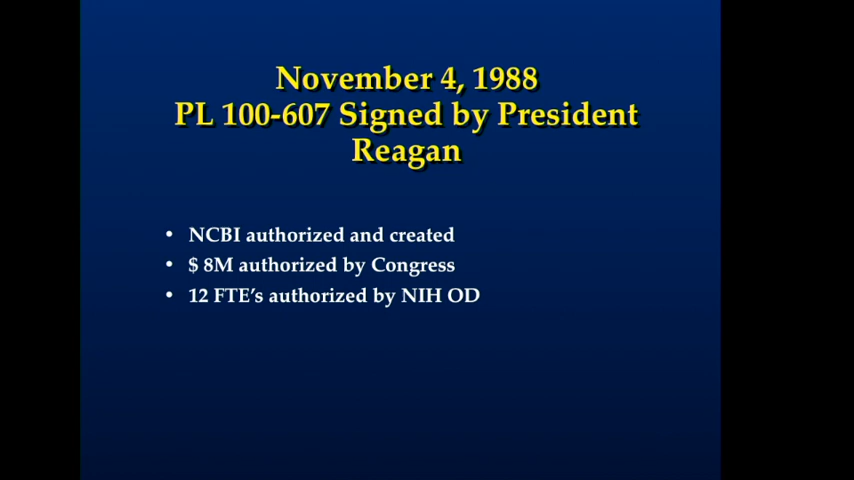 November 4, 1988
PL 100-607 Signed by President
Reagan
• NCBI authorized and created
• $ 8M authorized by Congress
• 12 FTE’s authorized by NIH OD